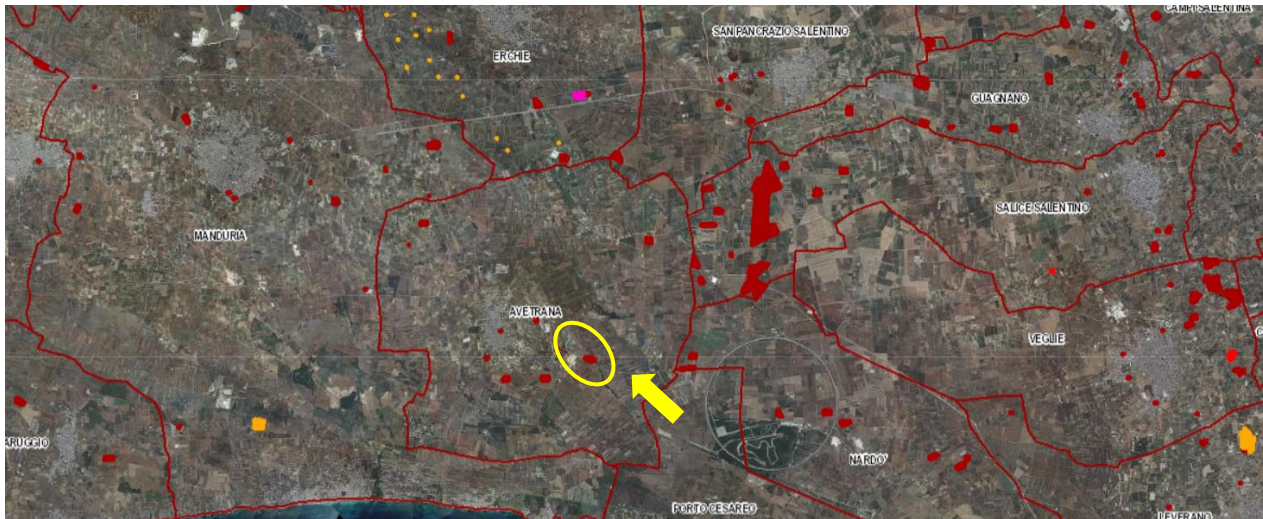 CAMPI SALENTINA
SAN PANCRAZIO SALENTINO
ERCHIE
GUAGNANO
SALICE SALENTINO
MANDURIA
AVETRANA
VEGLIE
ARUGGIO
NARDO'
PORTO CESAREO
LEVERANO